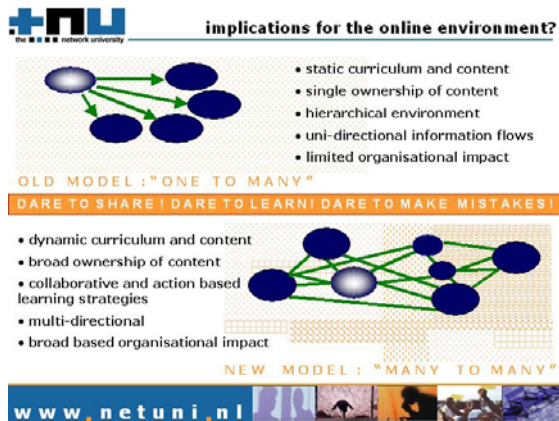 tnu
the network university
implications for the online environment?
• static curriculum and content
• single ownership of content
• hierarchical environment
• uni-directional information flows
• limited organisational impact
OLD MODEL : "ONE TO MANY"
DARE TO SHARE! DARE TO LEARN! DARE TO MAKE MISTAKES!
• dynamic curriculum and content
• broad ownership of content
• collaborative and action based
learning strategies
• multi-directional
• broad based organisational impact
NEW MODEL: "MANY TO MANY"
www.netuni.nl